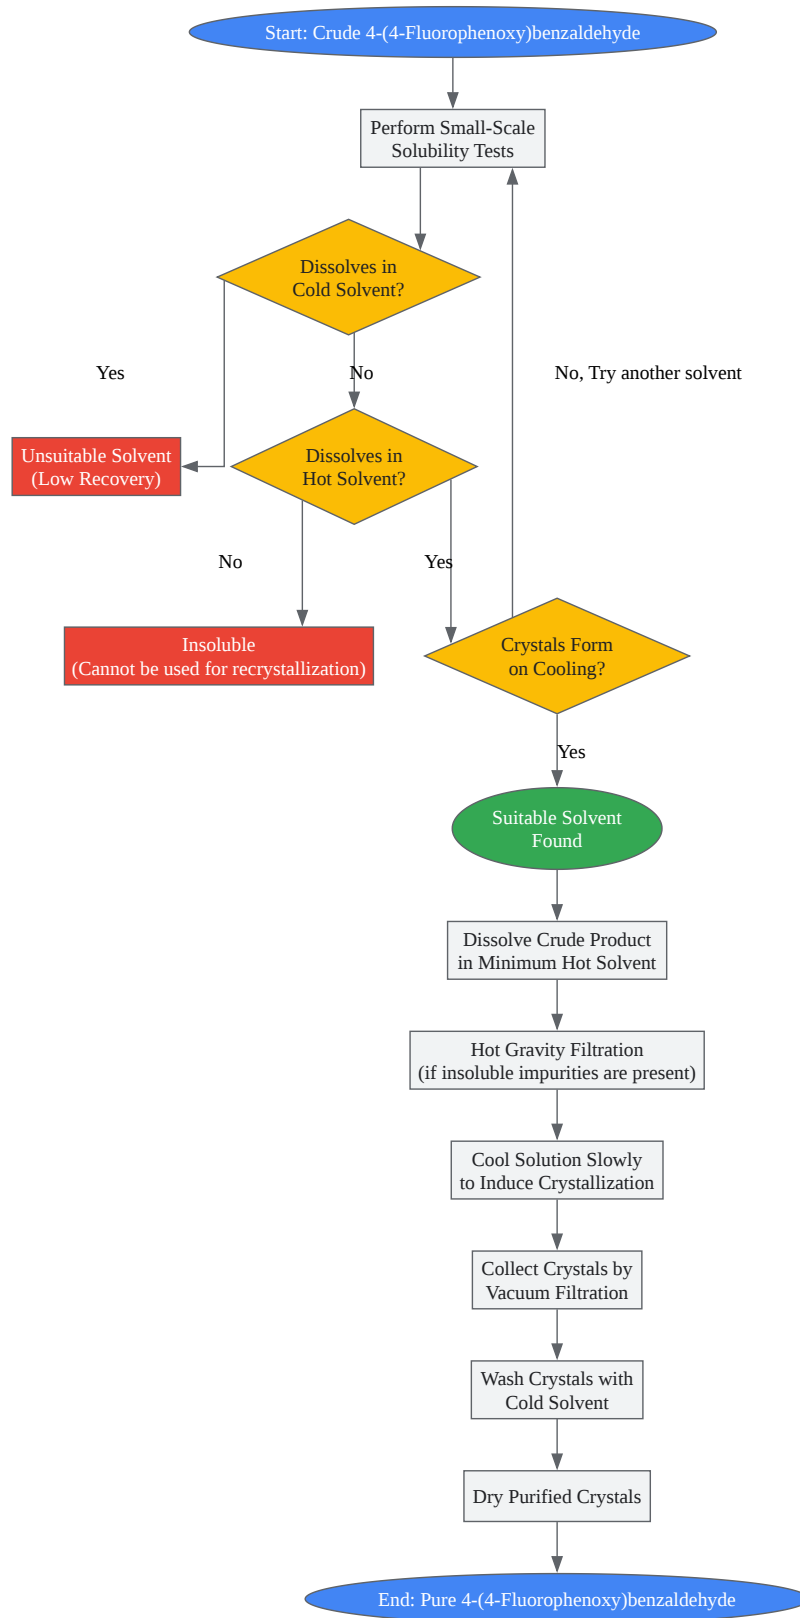 Start: Crude 4-(4-Fluorophenoxy)benzaldehyde
Perform Small-Scale
Solubility Tests
Dissolves in
Cold Solvent?
Yes
No
No, Try another solvent
Unsuitable Solvent
(Low Recovery)
Dissolves in
Hot Solvent?
No
Yes
Insoluble
(Cannot be used for recrystallization)
Crystals Form
on Cooling?
Yes
Suitable Solvent
Found
Dissolve Crude Product
in Minimum Hot Solvent
Hot Gravity Filtration
(if insoluble impurities are present)
Cool Solution Slowly
to Induce Crystallization
Collect Crystals by
Vacuum Filtration
Wash Crystals with
Cold Solvent
Dry Purified Crystals
End: Pure 4-(4-Fluorophenoxy)benzaldehyde